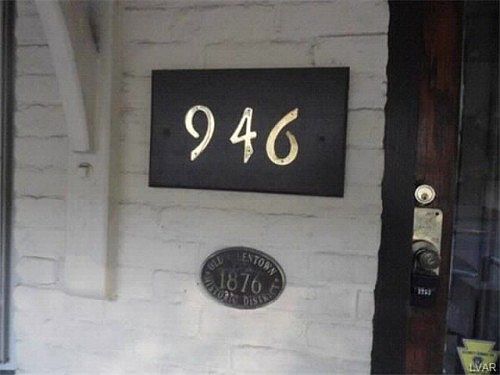 946
OLD ALLENTOWN
1876
HISTORIC DISTRICT
LVAR